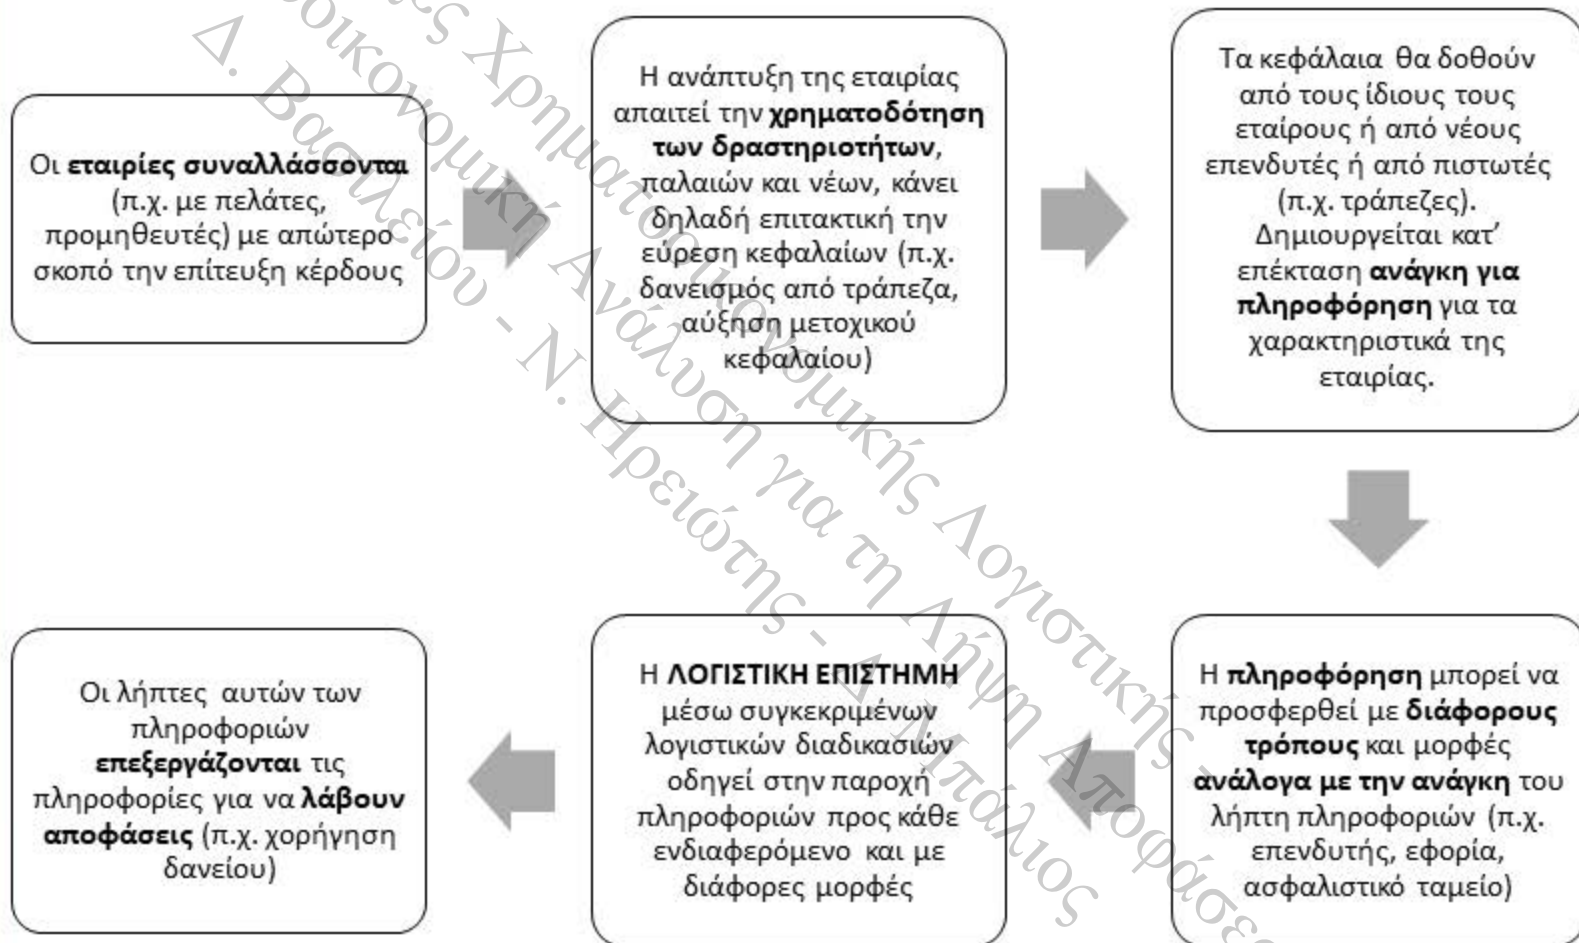 Οι εταιρίες συναλλάσσονται
(π.χ. με πελάτες,
προμηθευτές) με απώτερο
σκοπό την επίτευξη κέρδους
Η ανάπτυξη της εταιρίας
απαιτεί την χρηματοδότηση
των δραστηριοτήτων,
παλαιών και νέων, κάνει
δηλαδή επιτακτική την
εύρεση κεφαλαίων (π.χ.
δανεισμός από τράπεζα,
αύξηση μετοχικού
κεφαλαίου)
Τα κεφάλαια θα δοθούν
από τους ίδιους τους
εταίρους ή από νέους
επενδυτές ή από πιστωτές
(π.χ. τράπεζες).
Δημιουργείται κατ’
επέκταση ανάγκη για
πληροφόρηση για τα
χαρακτηριστικά της
εταιρίας.
Η πληροφόρηση μπορεί να
προσφερθεί με διάφορους
τρόπους και μορφές
ανάλογα με την ανάγκη του
λήπτη πληροφοριών (π.χ.
επενδυτής, εφορία,
ασφαλιστικό ταμείο)
Η ΛΟΓΙΣΤΙΚΗ ΕΠΙΣΤΗΜΗ
μέσω συγκεκριμένων
λογιστικών διαδικασιών
οδηγεί στην παροχή
πληροφοριών προς κάθε
ενδιαφερόμενο και με
διάφορες μορφές
Οι λήπτες αυτών των
πληροφοριών
επεξεργάζονται τις
πληροφορίες για να λάβουν
αποφάσεις (π.χ. χορήγηση
δανείου)
Χρηματοοικονομικής Λογιστικής -
Ανάλυση για τη Λήψη
Δ. Βασιλείου - Ν. Ηρειώτης - Δ. Μπάλιος